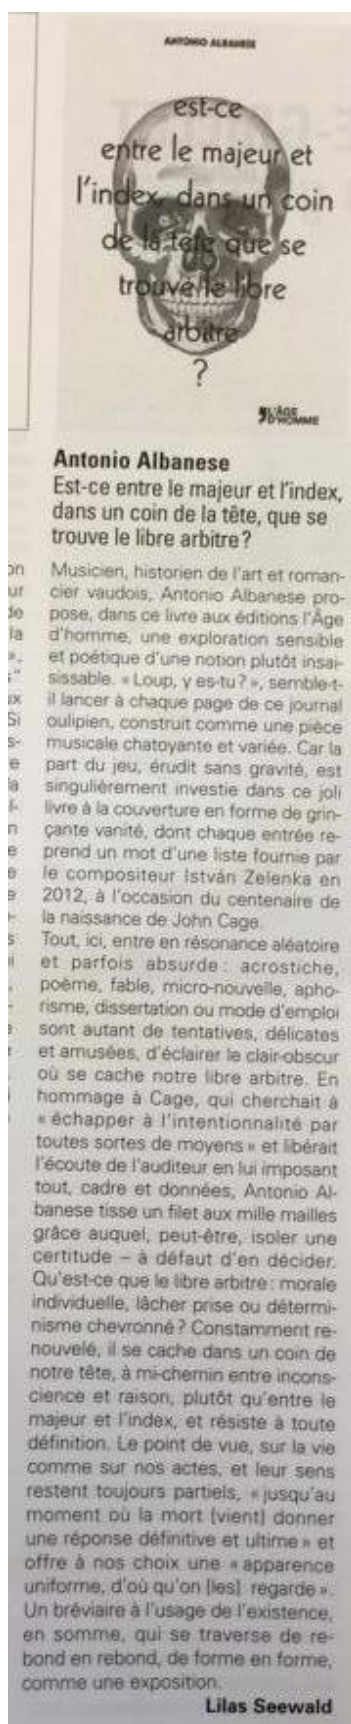 ANTONIO ALBANESE
est-ce
entre le majeur et
l'index, dans un coin
de la tête que se
trouve le libre
arbitre
?
L'ÂGE
D'HOMME
Antonio Albanese
Est-ce entre le majeur et l'index,
dans un coin de la tête, que se
trouve le libre arbitre?
Musicien, historien de l'art et roman-
cier vaudois, Antonio Albanese pro-
pose, dans ce livre aux éditions l'Âge
d'homme, une exploration sensible
et poétique d'une notion plutôt insai-
sissable. « Loup, y es-tu? », semble-t-
il lancer à chaque page de ce journal
oulipien, construit comme une pièce
musicale chatoyante et variée. Car la
part du jeu, érudit sans gravité, est
singulièrement investie dans ce joli
livre à la couverture en forme de grin-
çante vanité, dont chaque entrée re-
prend un mot d'une liste fournie par
le compositeur Istvàn Zelenka en
2012, à l'occasion du centenaire de
la naissance de John Cage.
Tout, ici, entre en résonance aléatoire
et parfois absurde: acrostiche,
poème, fable, micro-nouvelle, apho-
risme, dissertation ou mode d'emploi
sont autant de tentatives, délicates
et amusées, d'éclairer le clair-obscur
où se cache notre libre arbitre. En
hommage à Cage, qui cherchait à
« échapper à l'intentionnalité par
toutes sortes de moyens » et libérait
l'écoute de l'auditeur en lui imposant
tout, cadre et données, Antonio Al-
banese tisse un filet aux mille mailles
grâce auquel, peut-être, isoler une
certitude – à défaut d'en décider.
Qu'est-ce que le libre arbitre: morale
individuelle, lâcher prise ou détermi-
nisme chevronné? Constamment re-
nouvelé, il se cache dans un coin de
notre tête, à mi-chemin entre incons-
cience et raison, plutôt qu'entre le
majeur et l'index, et résiste à toute
définition. Le point de vue, sur la vie
comme sur nos actes, et leur sens
restent toujours partiels, « jusqu'au
moment où la mort [vient] donner
une réponse définitive et ultime » et
offre à nos choix une « apparence
uniforme, d'où qu'on [les] regarde ».
Un bréviaire à l'usage de l'existence,
en somme, qui se traverse de re-
bond en rebond, de forme en forme,
comme une exposition.
Lilas Seewald